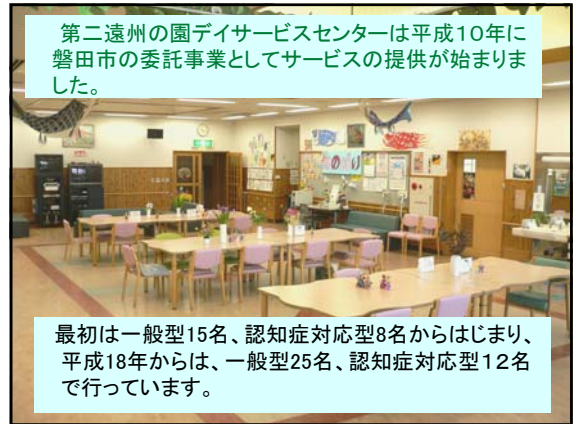 第二遠州の園デイサービスセンターは平成１０年に
磐田市の委託事業としてサービスの提供が始まりま
した。
最初は一般型15名、認知症対応型8名からはじまり、
平成18年からは、一般型25名、認知症対応型１２名
で行っています。